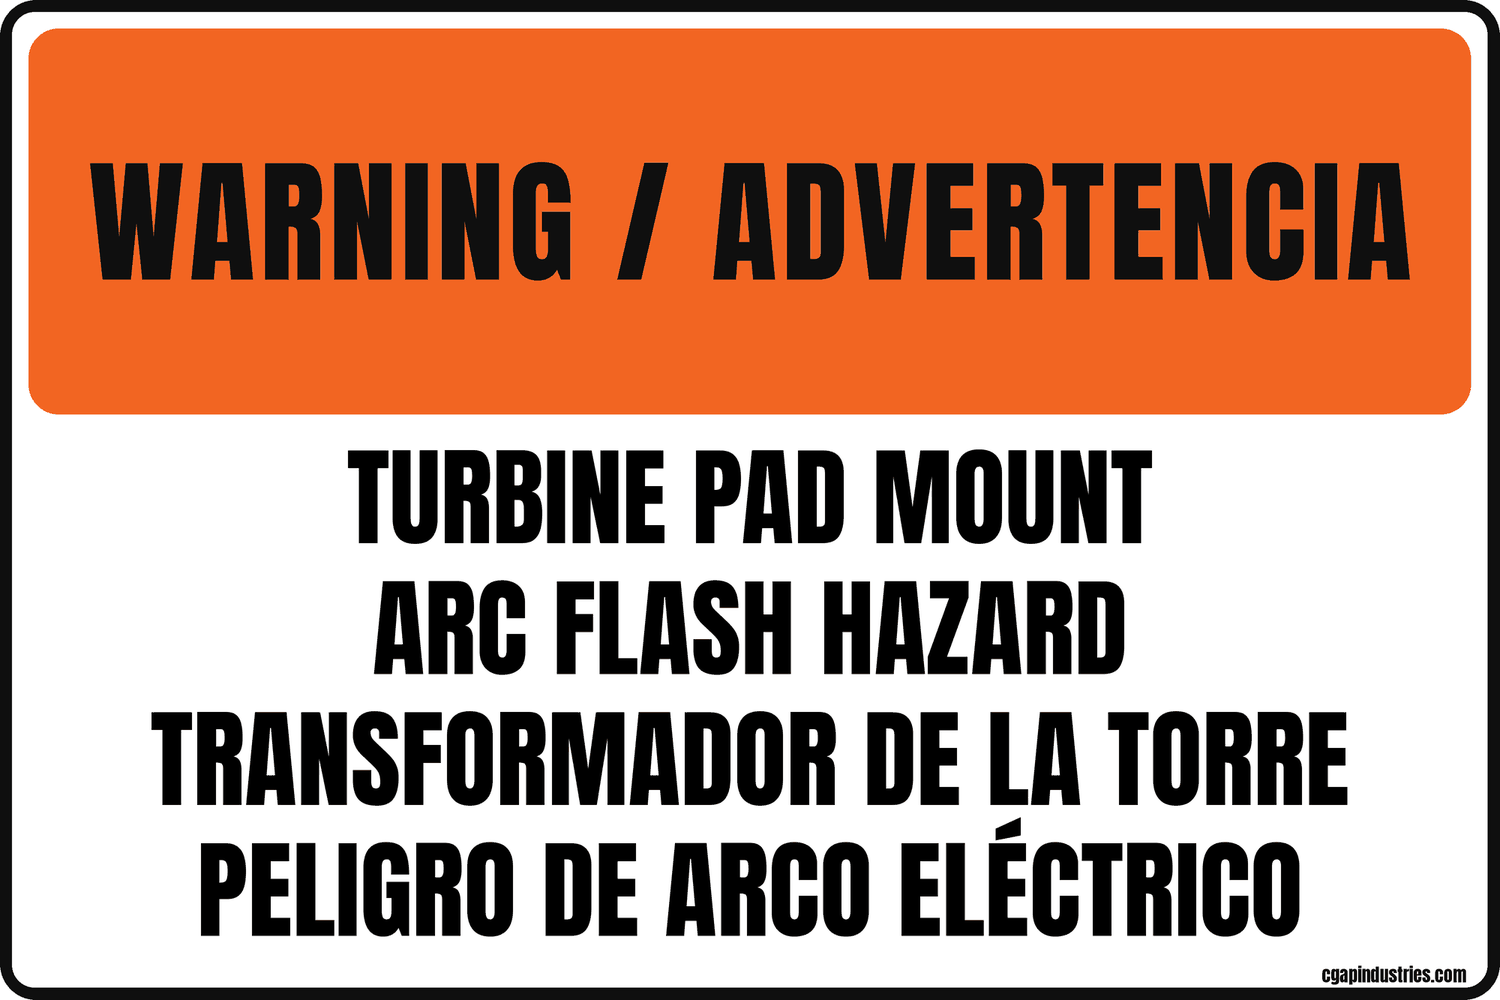 WARNING / ADVERTENCIA
TURBINE PAD MOUNT
ARC FLASH HAZARD
TRANSFORMADOR DE LA TORRE
PELIGRO DE ARCO ELÉCTRICO
cgapindustries.com